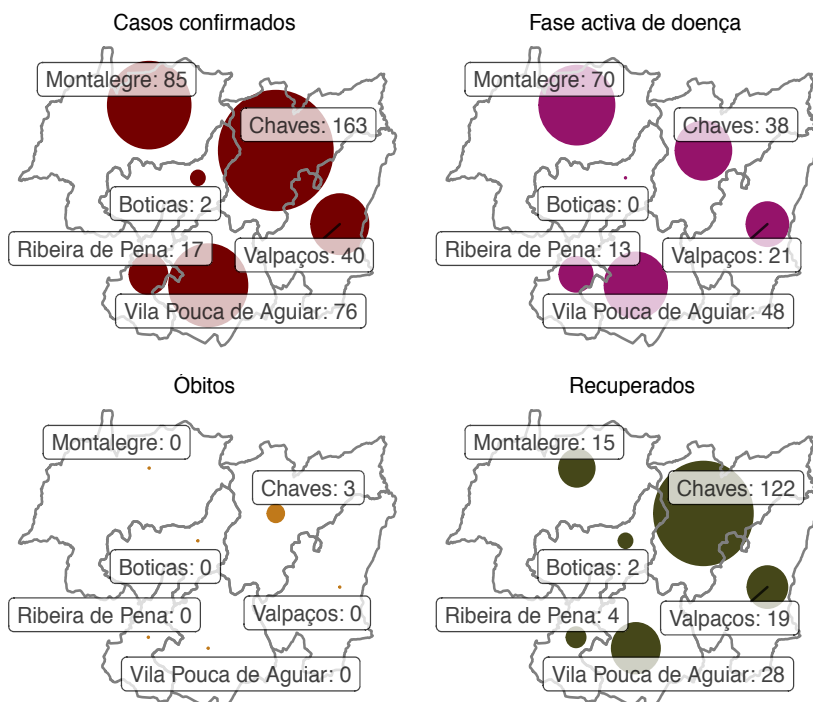 Casos confirmados
Montalegre: 85
Chaves: 163
Boticas: 2
Ribeira de Pena: 17
Valpaços: 40
Vila Pouca de Aguiar: 76
Fase activa de doença
Montalegre: 70
Chaves: 38
Boticas: 0
Ribeira de Pena: 13
Valpaços: 21
Vila Pouca de Aguiar: 48
Óbitos
Montalegre: 0
Chaves: 3
Boticas: 0
Ribeira de Pena: 0
Valpaços: 0
Vila Pouca de Aguiar: 0
Recuperados
Montalegre: 15
Chaves: 122
Boticas: 2
Ribeira de Pena: 4
Valpaços: 19
Vila Pouca de Aguiar: 28